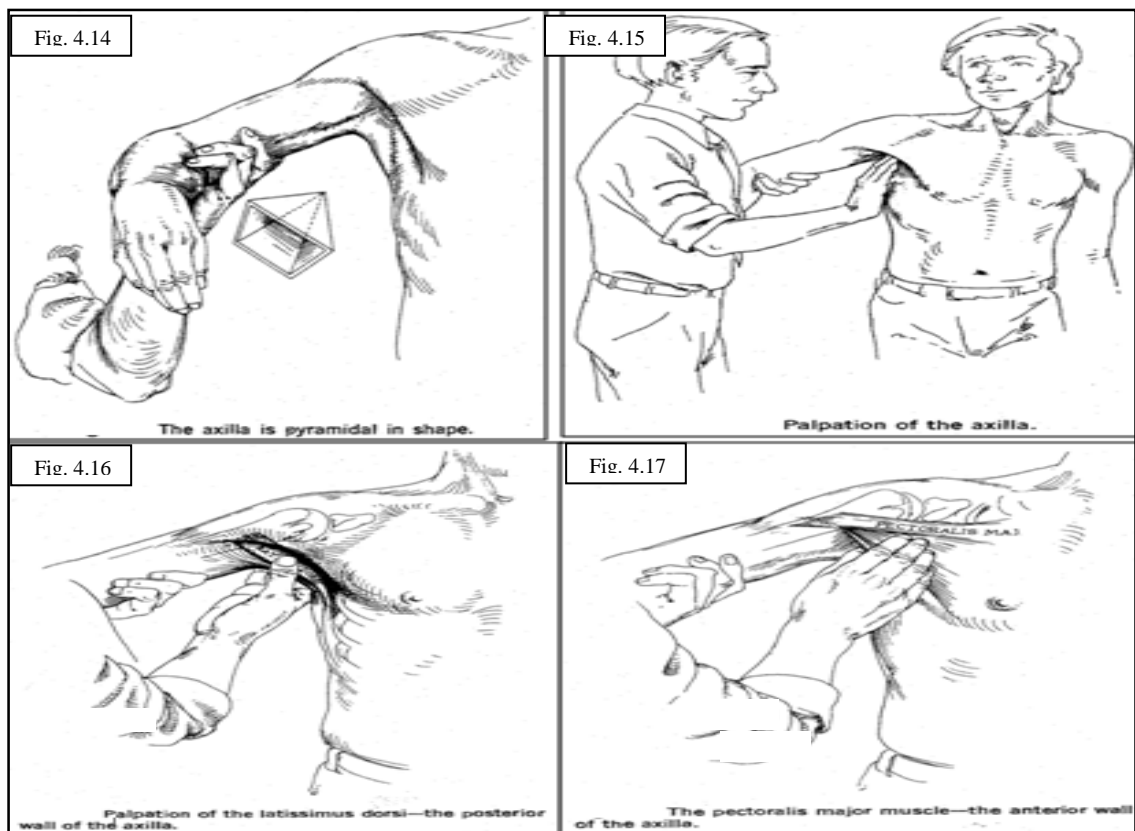 Fig. 4.14
Fig. 4.15
The axilla is pyramidal in shape.
Palpation of the axilla.
Fig. 4.16
Fig. 4.17
PECTORALIS MAJ
Palpation of the latissimus dorsi—the posterior
wall of the axilla.
The pectoralis major muscle—the anterior wall
of the axilla.